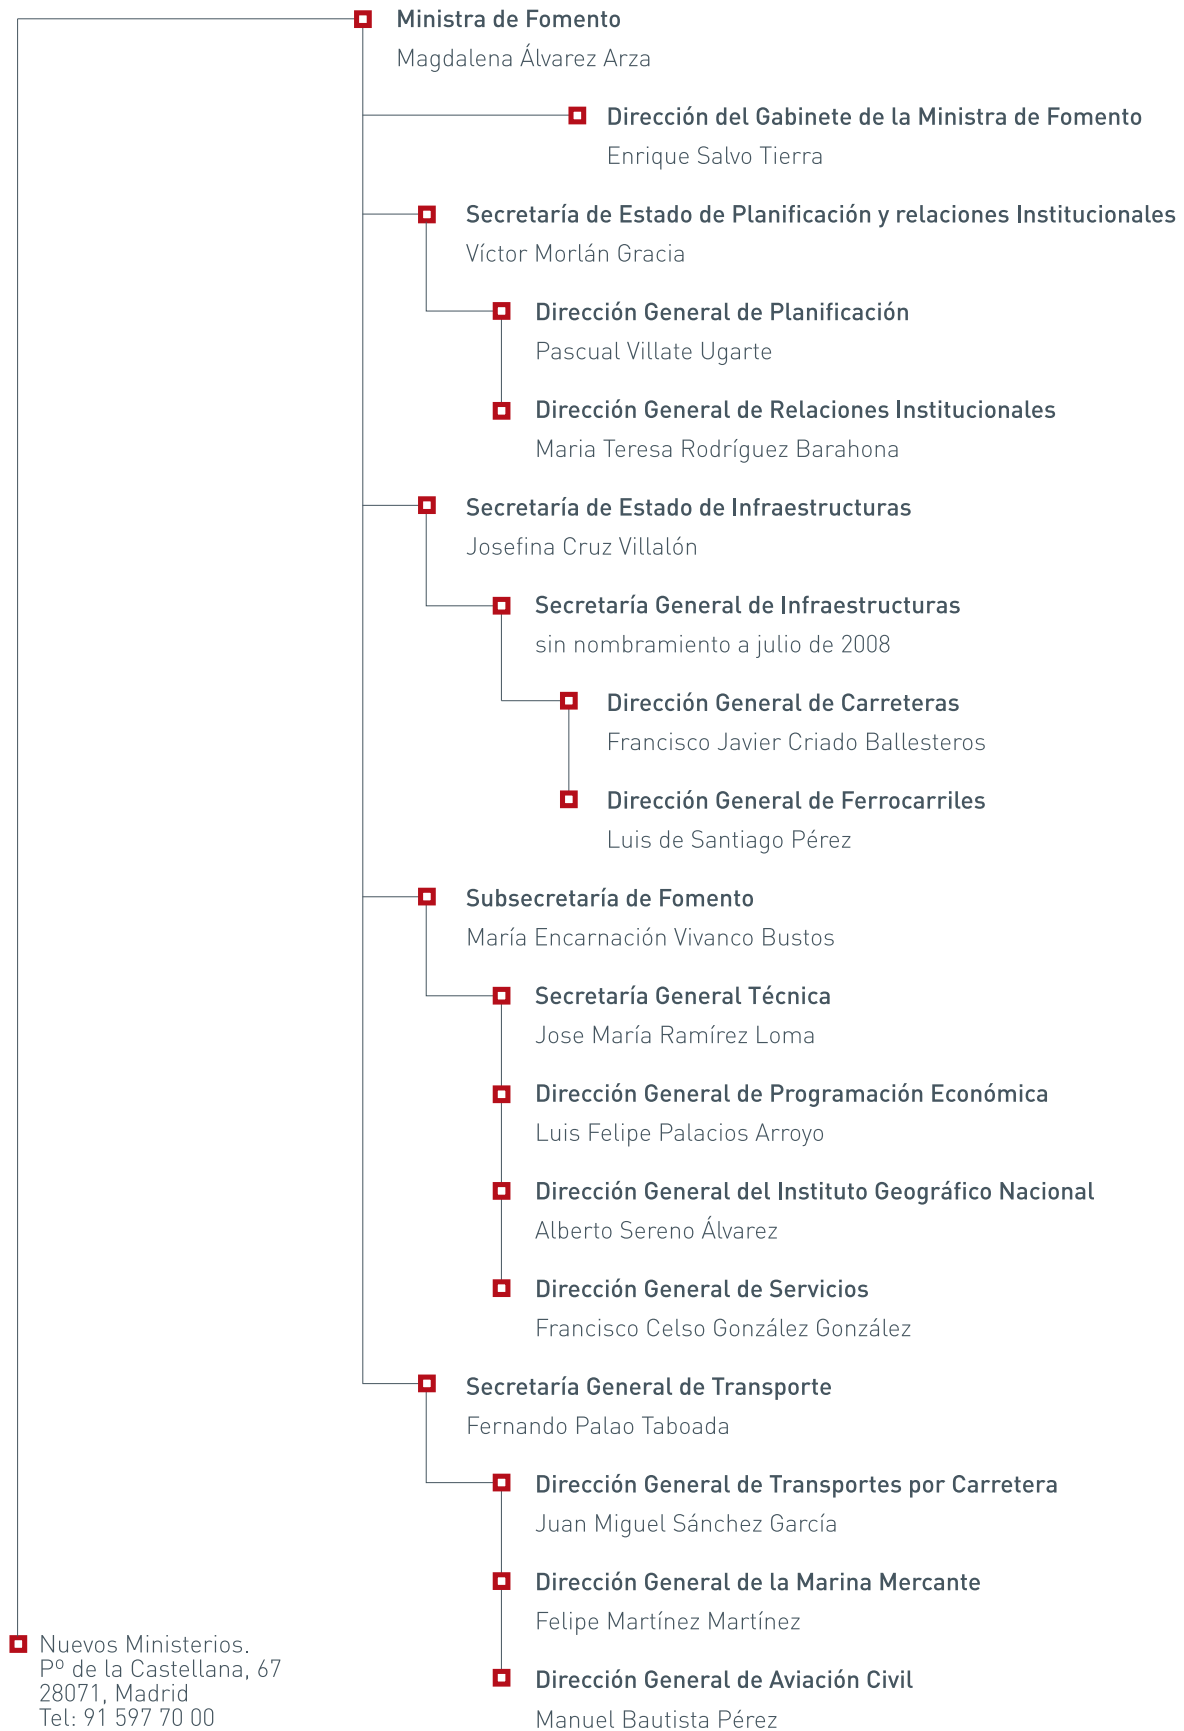 Ministra de Fomento
Magdalena Álvarez Arza
Dirección del Gabinete de la Ministra de Fomento
Enrique Salvo Tierra
Secretaría de Estado de Planificación y relaciones Institucionales
Víctor Morlán Gracia
Dirección General de Planificación
Pascual Villate Ugarte
Dirección General de Relaciones Institucionales
Maria Teresa Rodríguez Barahona
Secretaría de Estado de Infraestructuras
Josefina Cruz Villalón
Secretaría General de Infraestructuras
sin nombramiento a julio de 2008
Dirección General de Carreteras
Francisco Javier Criado Ballesteros
Dirección General de Ferrocarriles
Luis de Santiago Pérez
Subsecretaría de Fomento
María Encarnación Vivanco Bustos
Secretaría General Técnica
Jose María Ramírez Loma
Dirección General de Programación Económica
Luis Felipe Palacios Arroyo
Dirección General del Instituto Geográfico Nacional
Alberto Sereno Álvarez
Dirección General de Servicios
Francisco Celso González González
Secretaría General de Transporte
Fernando Palao Taboada
Dirección General de Transportes por Carretera
Juan Miguel Sánchez García
Dirección General de la Marina Mercante
Felipe Martínez Martínez
Dirección General de Aviación Civil
Manuel Bautista Pérez
Nuevos Ministerios.
Pº de la Castellana, 67
28071, Madrid
Tel: 91 597 70 00